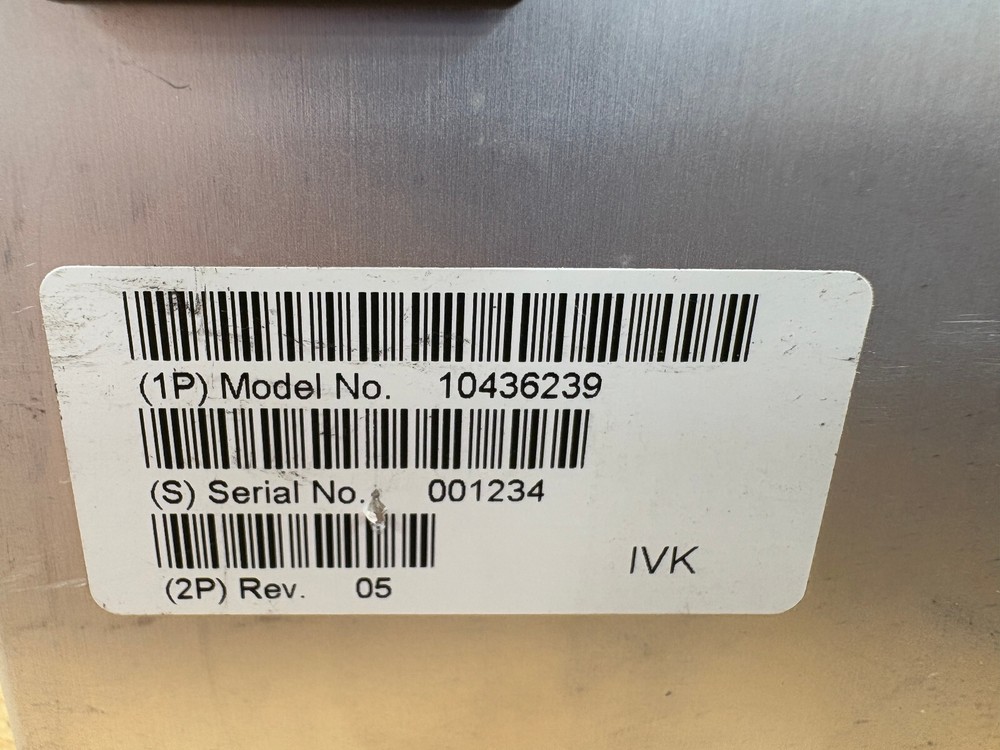 (1P) Model No. 10436239
(S) Serial No. 001234
IVK
(2P) Rev. 05